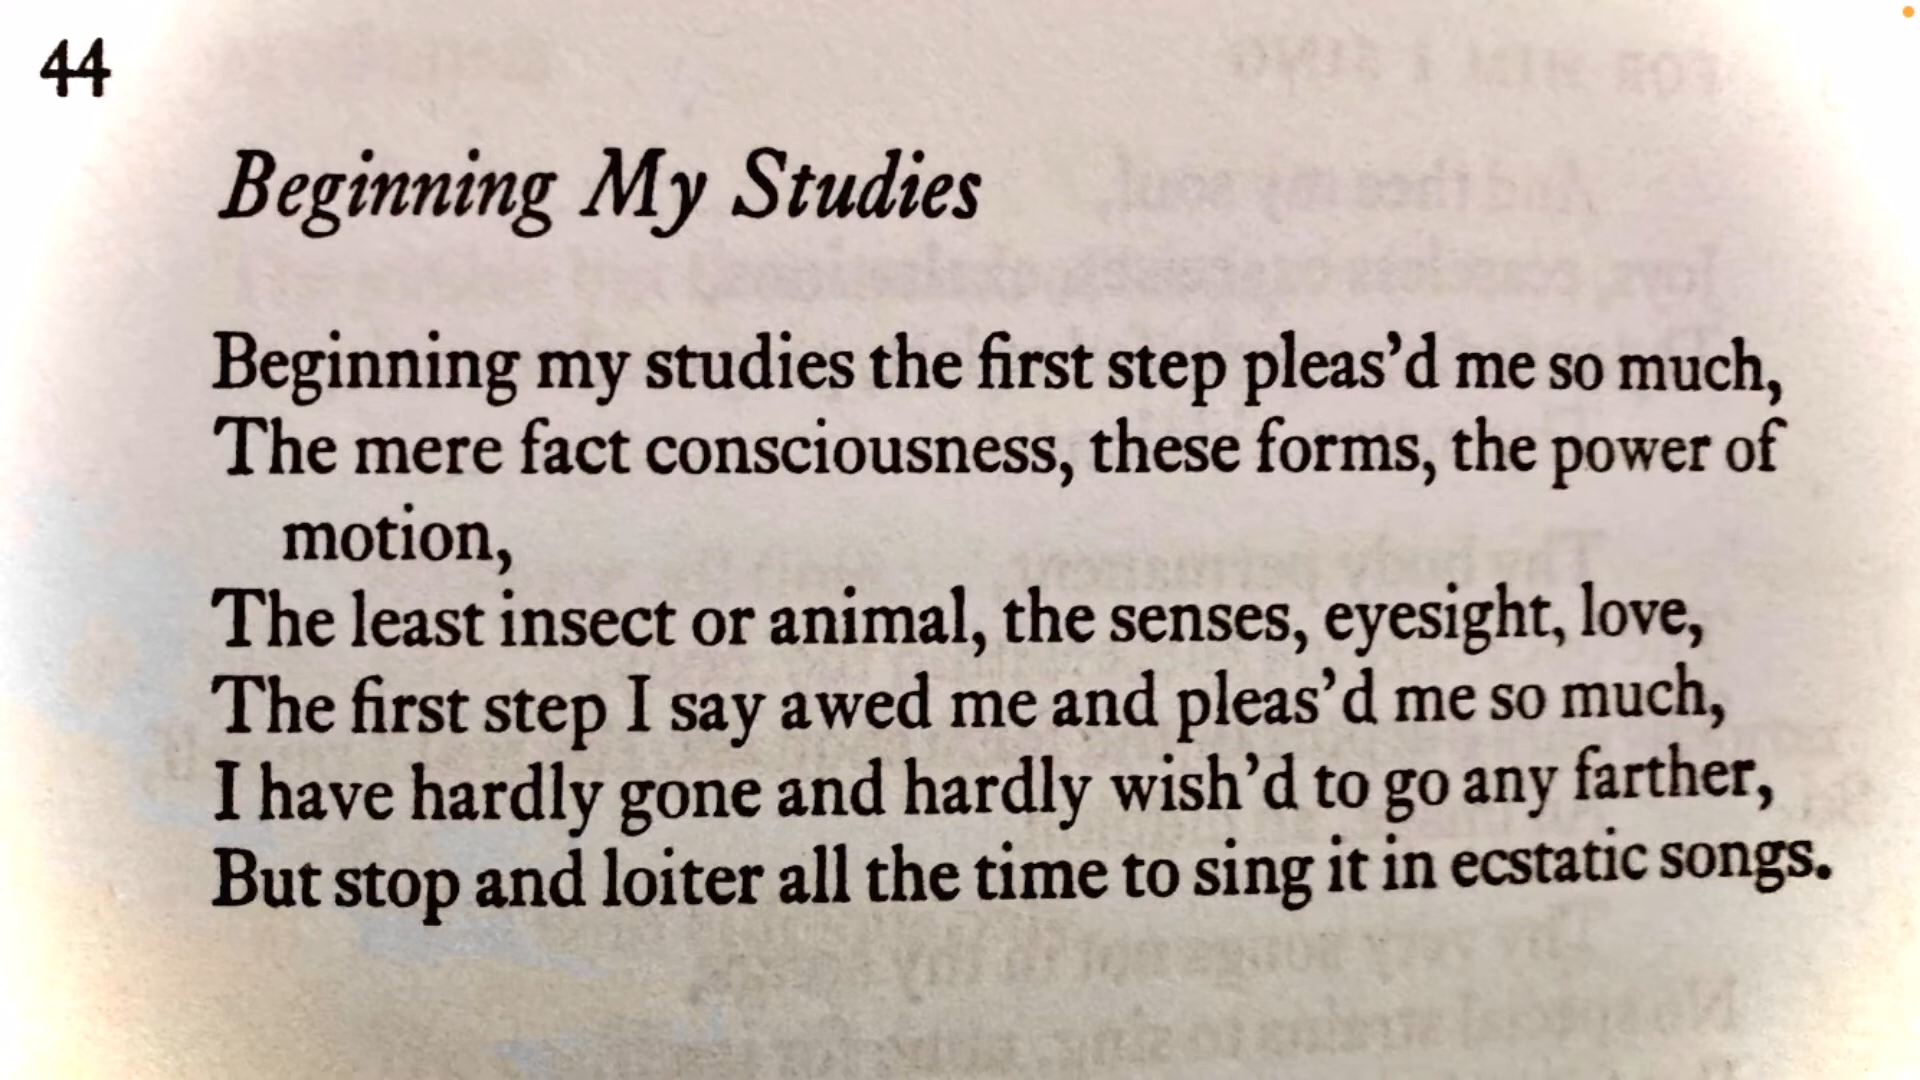 44
Beginning My Studies
Beginning my studies the first step pleas’d me so much,
The mere fact consciousness, these forms, the power of
motion,
The least insect or animal, the senses, eyesight, love,
The first step I say awed me and pleas’d me so much,
I have hardly gone and hardly wish’d to go any farther,
But stop and loiter all the time to sing it in ecstatic songs.